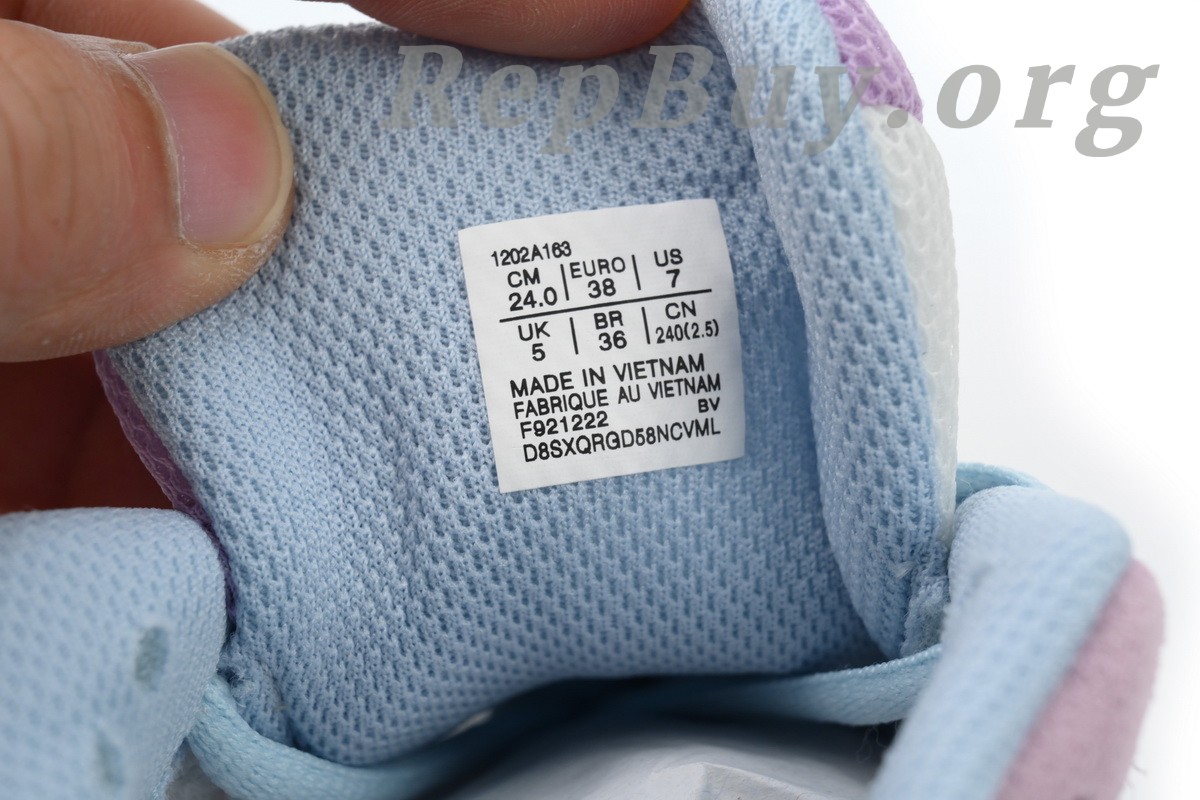 RepBuy.org
1202A163
CM EURO US
24.0 38 7
UK BR CN
5 36 240(2.5)
MADE IN VIETNAM
FABRIQUE AU VIETNAM
F921222 BV
D8SXQRGD58NCVML